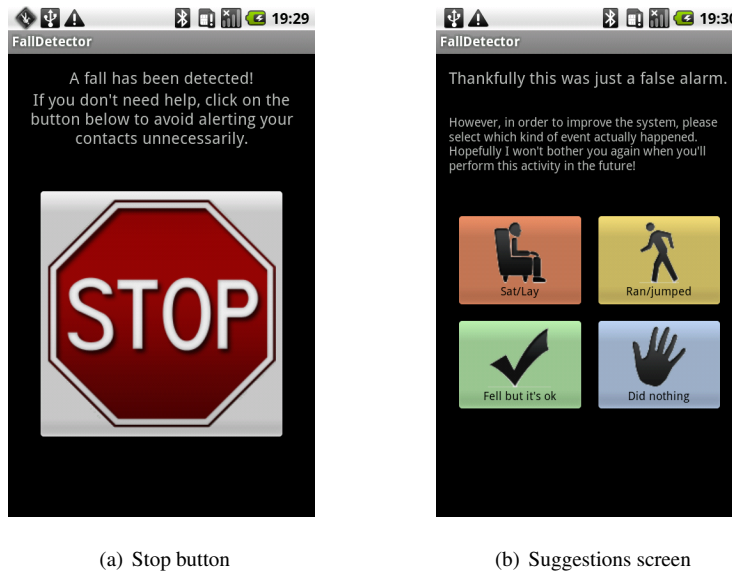 19:29
FallDetector
A fall has been detected!
If you don't need help, click on the
button below to avoid alerting your
contacts unnecessarily.
STOP
(a) Stop button
19:30
FallDetector
Thankfully this was just a false alarm.
However, in order to improve the system, please
select which kind of event actually happened.
Hopefully I won't bother you again when you'll
perform this activity in the future!
Sat/Lay
Ran/jumped
Fell but it's ok
Did nothing
(b) Suggestions screen